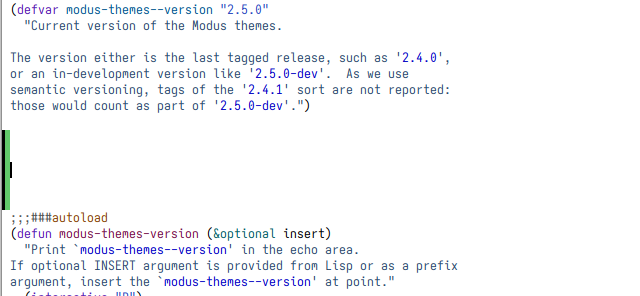 (defvar modus-themes--version "2.5.0"
"Current version of the Modus themes.
The version either is the last tagged release, such as '2.4.0',
or an in-development version like '2.5.0-dev'.  As we use
semantic versioning, tags of the '2.4.1' sort are not reported:
those would count as part of '2.5.0-dev'.")
;;;###autoload
(defun modus-themes-version (&optional insert)
"Print `modus-themes--version' in the echo area.
If optional INSERT argument is provided from Lisp or as a prefix
argument, insert the `modus-themes--version' at point."
(interactive "P")